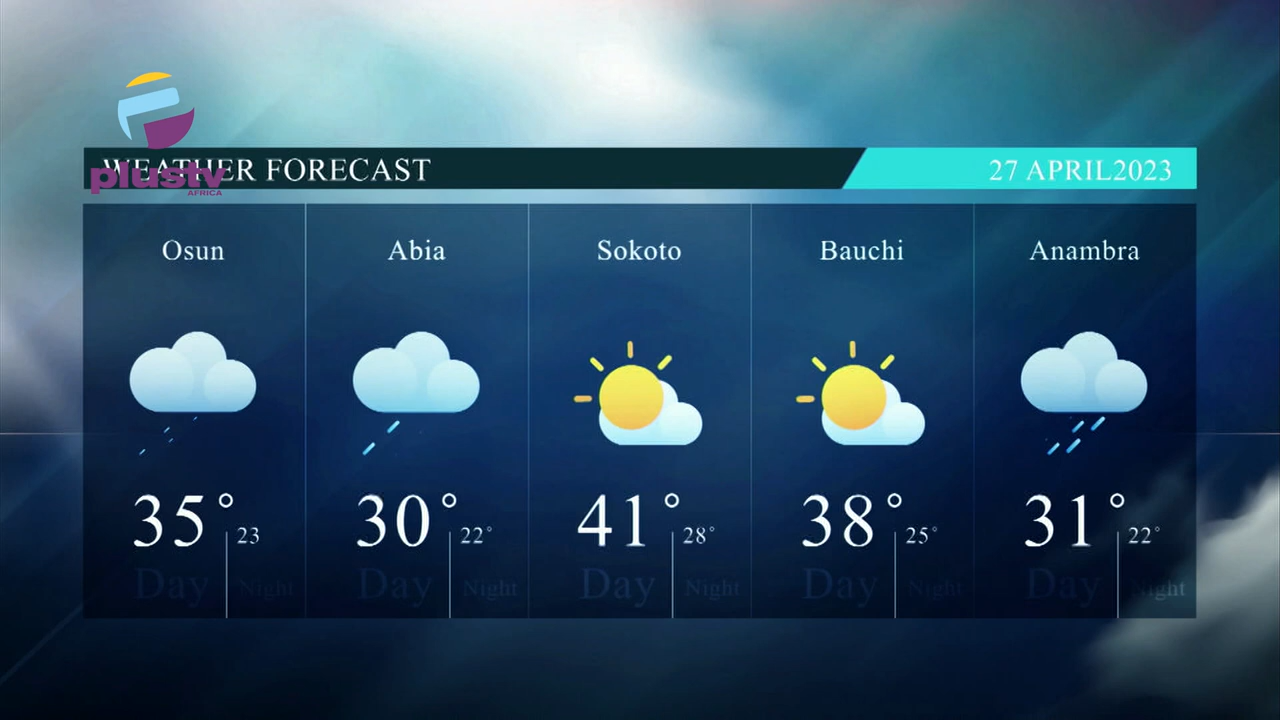 WEATHER FORECAST
27 APRIL2023
plustv
AFRICA
Osun
Abia
Sokoto
Bauchi
Anambra
35° 23
30° 22°
41° 28°
38° 25°
31° 22°
Day Night
Day Night
Day Night
Day Night
Day Night